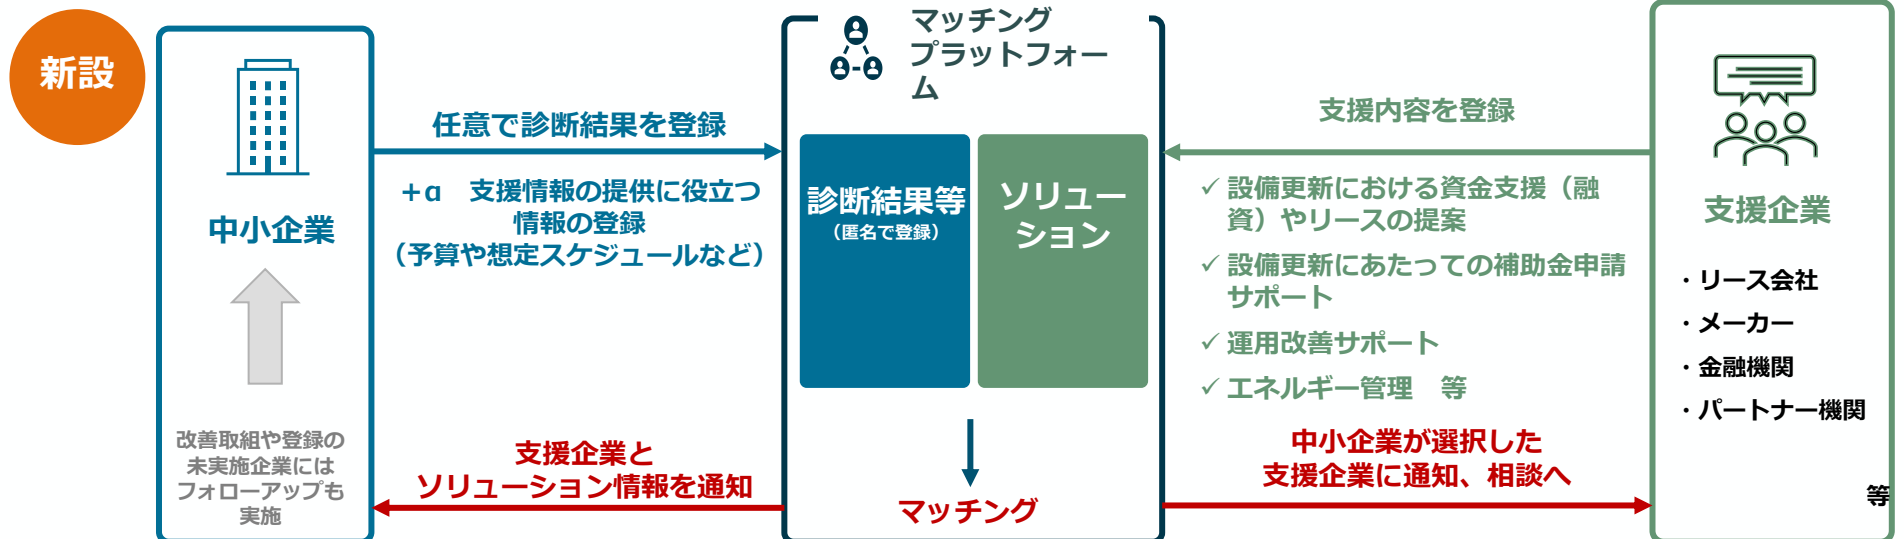 新設
中小企業
改善取組や登録の
未実施企業には
フォローアップも
実施
任意で診断結果を登録
+α 支援情報の提供に役立つ
情報の登録
（予算や想定スケジュールなど）
支援企業と
ソリューション情報を通知
マッチング
プラットフォー
ム
診断結果等
（匿名で登録）
ソリュー
ション
マッチング
支援内容を登録
✓ 設備更新における資金支援（融
資）やリースの提案
✓ 設備更新にあたっての補助金申請
サポート
✓ 運用改善サポート
✓ エネルギー管理 等
中小企業が選択した
支援企業に通知、相談へ
支援企業
・リース会社
・メーカー
・金融機関
・パートナー機関
等